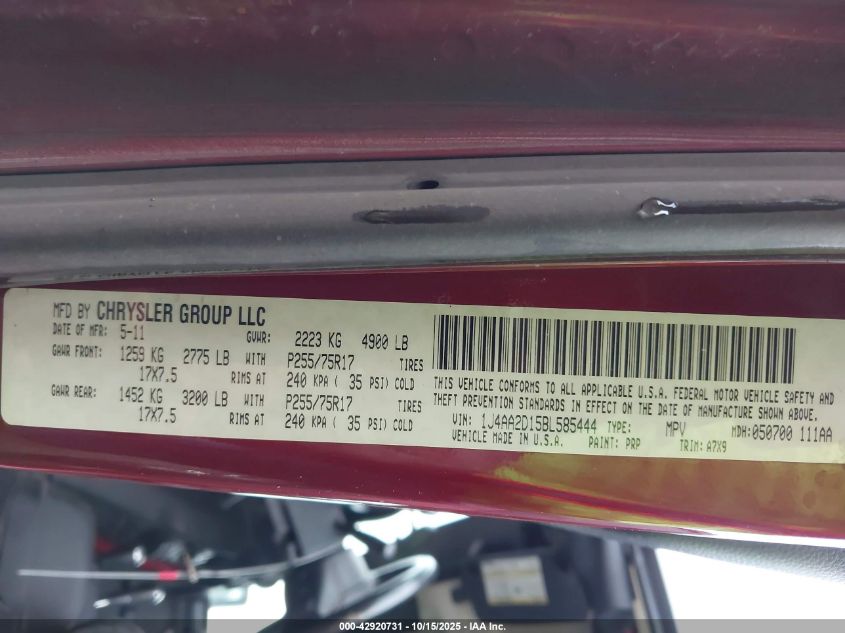 MFD BY CHRYSLER GROUP LLC
DATE OF MFR: 5-11 GVWR: 2223 KG 4900 LB
GAWR FRONT: 1259 KG 2775 LB WITH P255/75R17 TIRES
17X7.5 RIMS AT 240 KPA ( 35 PSI) COLD
GAWR REAR: 1452 KG 3200 LB WITH P255/75R17 TIRES
17X7.5 RIMS AT 240 KPA ( 35 PSI) COLD
THIS VEHICLE CONFORMS TO ALL APPLICABLE U.S.A. FEDERAL MOTOR VEHICLE SAFETY AND
THEFT PREVENTION STANDARDS IN EFFECT ON THE DATE OF MANUFACTURE SHOWN ABOVE.
VIN: 1J4AA2D15BL585444 TYPE: MPV MDH:050700 111AA
VEHICLE MADE IN U.S.A. PAINT: PRP TRIM: A7X9
000-42920731 - 10/15/2025 - IAA Inc.